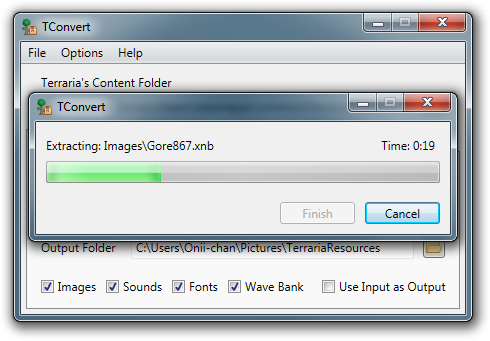 TConvert
File Options Help
Terraria's Content Folder
TConvert
Extracting: Images\Gore867.xnb Time: 0:19
Finish Cancel
Output Folder C:\Users\Onii-chan\Pictures\TerrariaResources
Images Sounds Fonts Wave Bank Use Input as Output